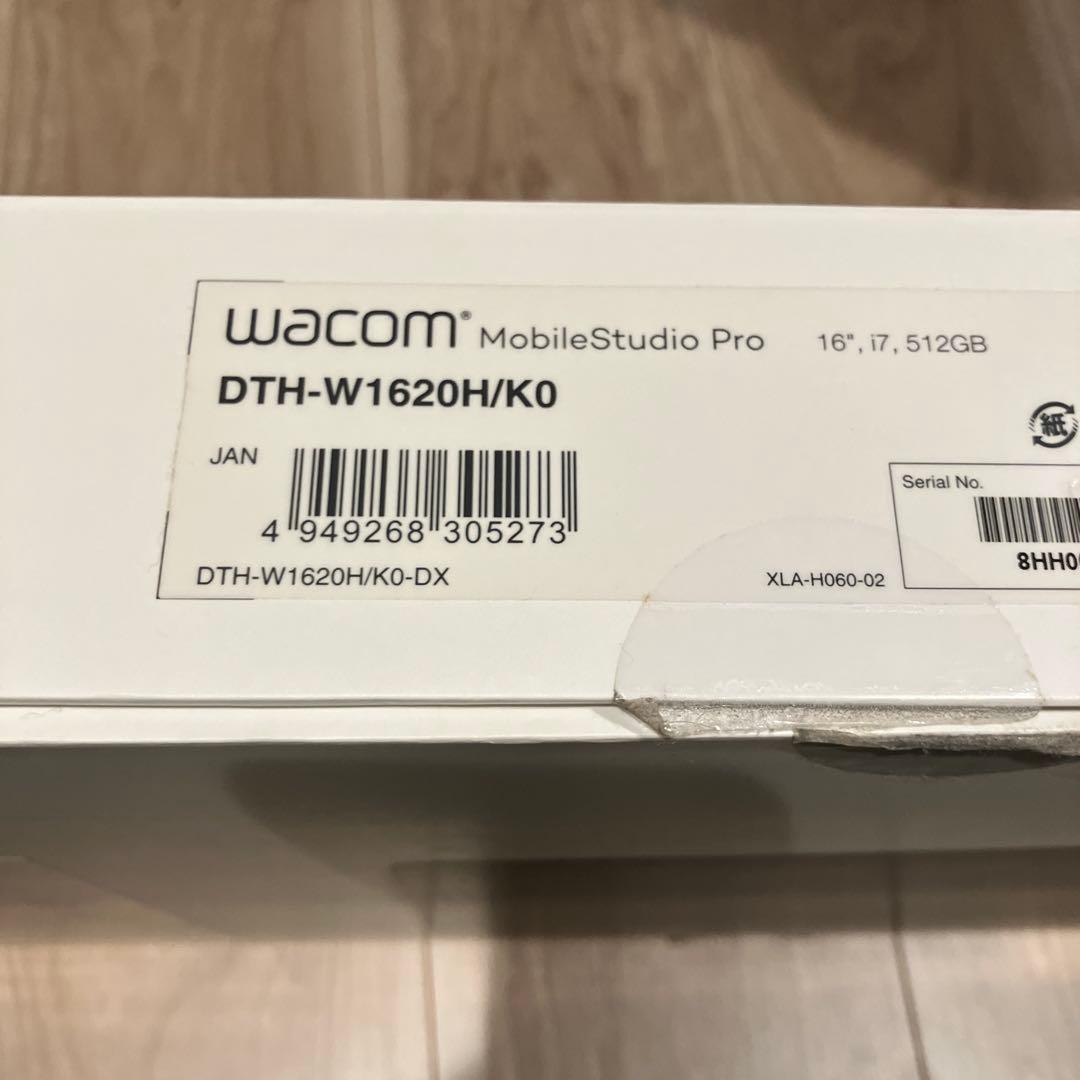 wacom® MobileStudio Pro 16", i7, 512GB
DTH-W1620H/K0
紙
JAN
4 949268 305273
DTH-W1620H/K0-DX
XLA-H060-02
Serial No.